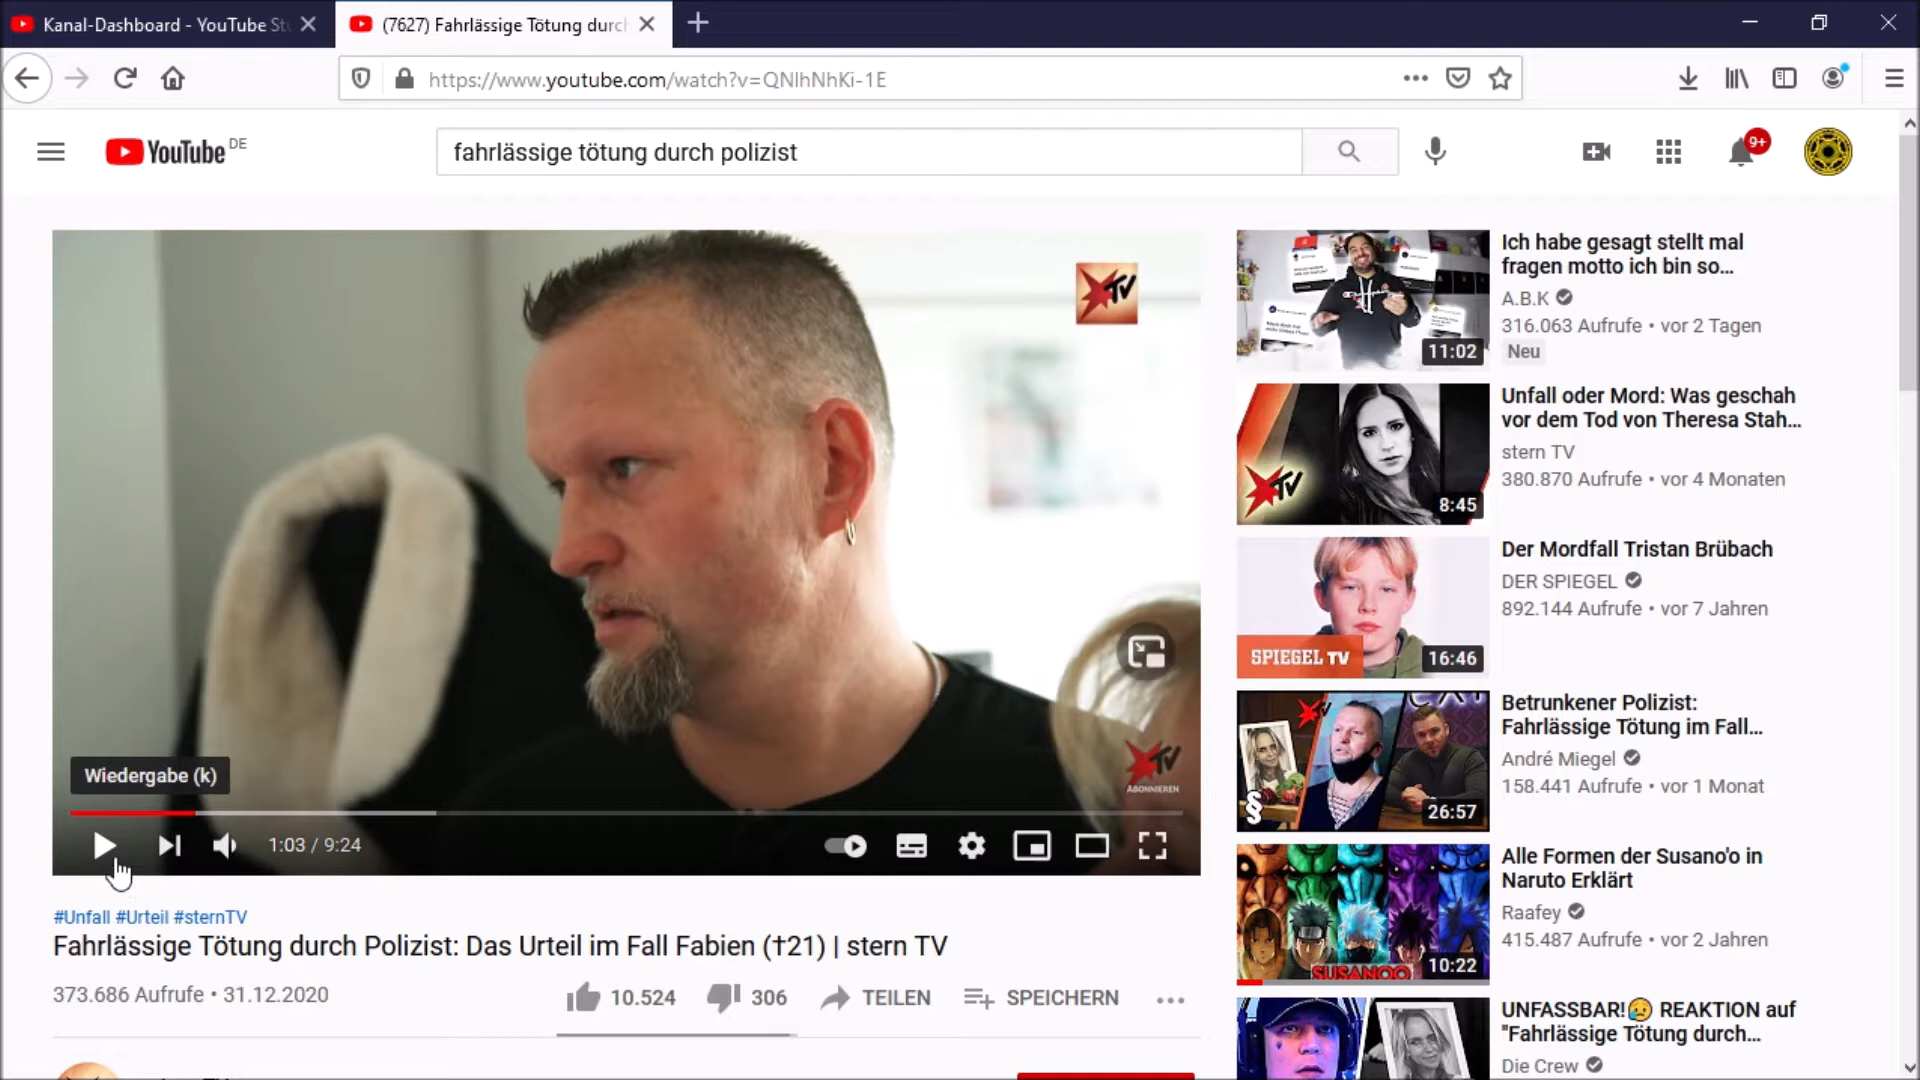 Kanal-Dashboard - YouTube St
(7627) Fahrlässige Tötung durch
https://www.youtube.com/watch?v=QNlhNhKi-1E
YouTube DE
fahrlässige tötung durch polizist
9+
TV
TV
ABONNIEREN
Wiedergabe (k)
1:03 / 9:24
#Unfall #Urteil #sternTV
Fahrlässige Tötung durch Polizist: Das Urteil im Fall Fabien (†21) | stern TV
373.686 Aufrufe • 31.12.2020
10.524
306
TEILEN
SPEICHERN
11:02
Ich habe gesagt stellt mal
fragen motto ich bin so...
A.B.K
316.063 Aufrufe • vor 2 Tagen
Neu
TV
8:45
Unfall oder Mord: Was geschah
vor dem Tod von Theresa Stah...
stern TV
380.870 Aufrufe • vor 4 Monaten
SPIEGEL TV
16:46
Der Mordfall Tristan Brübach
DER SPIEGEL
892.144 Aufrufe • vor 7 Jahren
TV
§
26:57
Betrunkener Polizist:
Fahrlässige Tötung im Fall...
André Miegel
158.441 Aufrufe • vor 1 Monat
SUSANOO
10:22
Alle Formen der Susano'o in
Naruto Erklärt
Raafey
415.487 Aufrufe • vor 2 Jahren
UNFASSBAR!😥 REAKTION auf
"Fahrlässige Tötung durch...
Die Crew